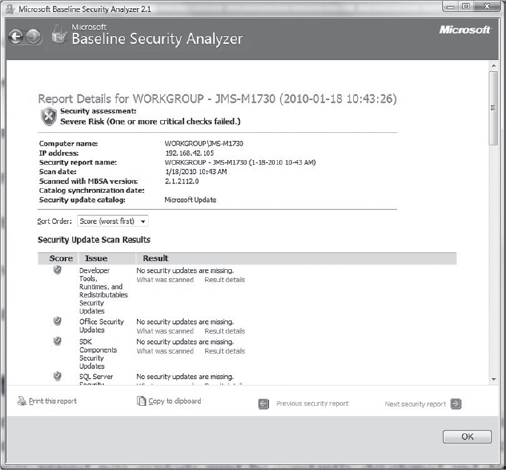 Microsoft Baseline Security Analyzer 2.1
Microsoft
Baseline Security Analyzer
Microsoft
Report Details for WORKGROUP - JMS-M1730 (2010-01-18 10:43:26)
Security assessment:
Severe Risk (One or more critical checks failed.)
Computer name: WORKGROUP\JMS-M1730
IP address: 192.168.42.105
Security report name: WORKGROUP - JMS-M1730 (1-18-2010 10-43 AM)
Scan date: 1/18/2010 10:43 AM
Scanned with MBSA version: 2.1.2112.0
Catalog synchronization date:
Security update catalog: Microsoft Update
Sort Order: Score (worst first)
Security Update Scan Results
Score Issue Result
Developer No security updates are missing.
Tools, What was scanned Result details
Runtimes, and
Redistributables
Security
Updates
Office Security No security updates are missing.
Updates What was scanned Result details
SDK No security updates are missing.
Components What was scanned Result details
Security
Updates
SQL Server No security updates are missing.
Security What was scanned Result details
Print this report Copy to clipboard Previous security report Next security report
OK